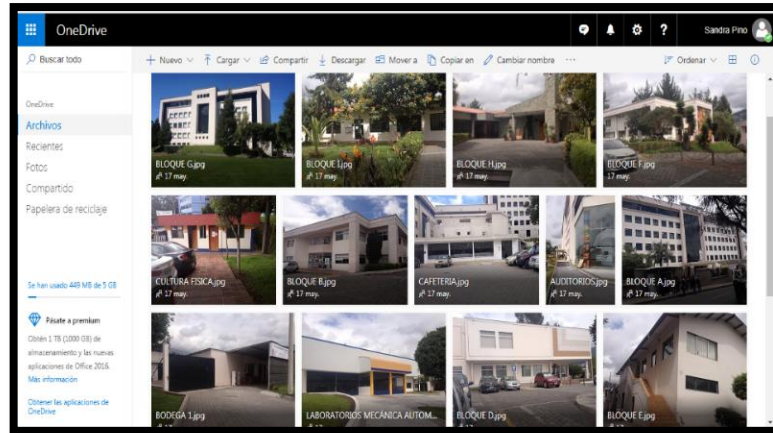 OneDrive
?
Sandra Pino
Buscar todo
Nuevo
Cargar
Compartir
Descargar
Mover a
Copiar en
Cambiar nombre
...
Ordenar
OneDrive
Archivos
Recientes
Fotos
Compartido
Papelera de reciclaje
Se han usado 449 MB de 5 GB
Pásate a premium
Obtén 1 TB (1000 GB) de
almacenamiento y las nuevas
aplicaciones de Office 2016.
Más información
Obtener las aplicaciones de
OneDrive
BLOQUE G.jpg
17 may.
BLOQUE I.jpg
17 may.
BLOQUE H.jpg
17 may.
BLOQUE F.jpg
17 may.
CULTURA FISICA.jpg
17 may.
BLOQUE B.jpg
17 may.
CAFETERIA.jpg
17 may.
AUDITORIOS.jpg
17 may.
BLOQUE A.jpg
17 may.
BODEGA 1.jpg
LABORATORIOS MECÁNICA AUTOM...
BLOQUE D.jpg
BLOQUE E.jpg